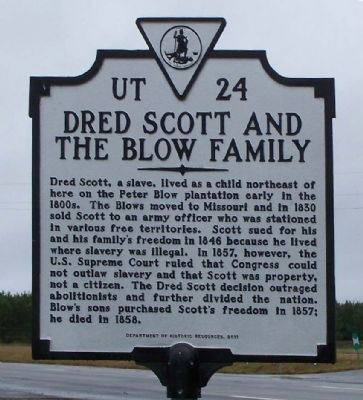 UT 24
DRED SCOTT AND
THE BLOW FAMILY
Dred Scott, a slave, lived as a child northeast of
here on the Peter Blow plantation early in the
1800s. The Blows moved to Missouri and in 1830
sold Scott to an army officer who was stationed
in various free territories. Scott sued for his
and his family's freedom in 1846 because he lived
where slavery was illegal. In 1857, however, the
U.S. Supreme Court ruled that Congress could
not outlaw slavery and that Scott was property,
not a citizen. The Dred Scott decision outraged
abolitionists and further divided the nation.
Blow's sons purchased Scott's freedom in 1857;
he died in 1858.
DEPARTMENT OF HISTORIC RESOURCES,